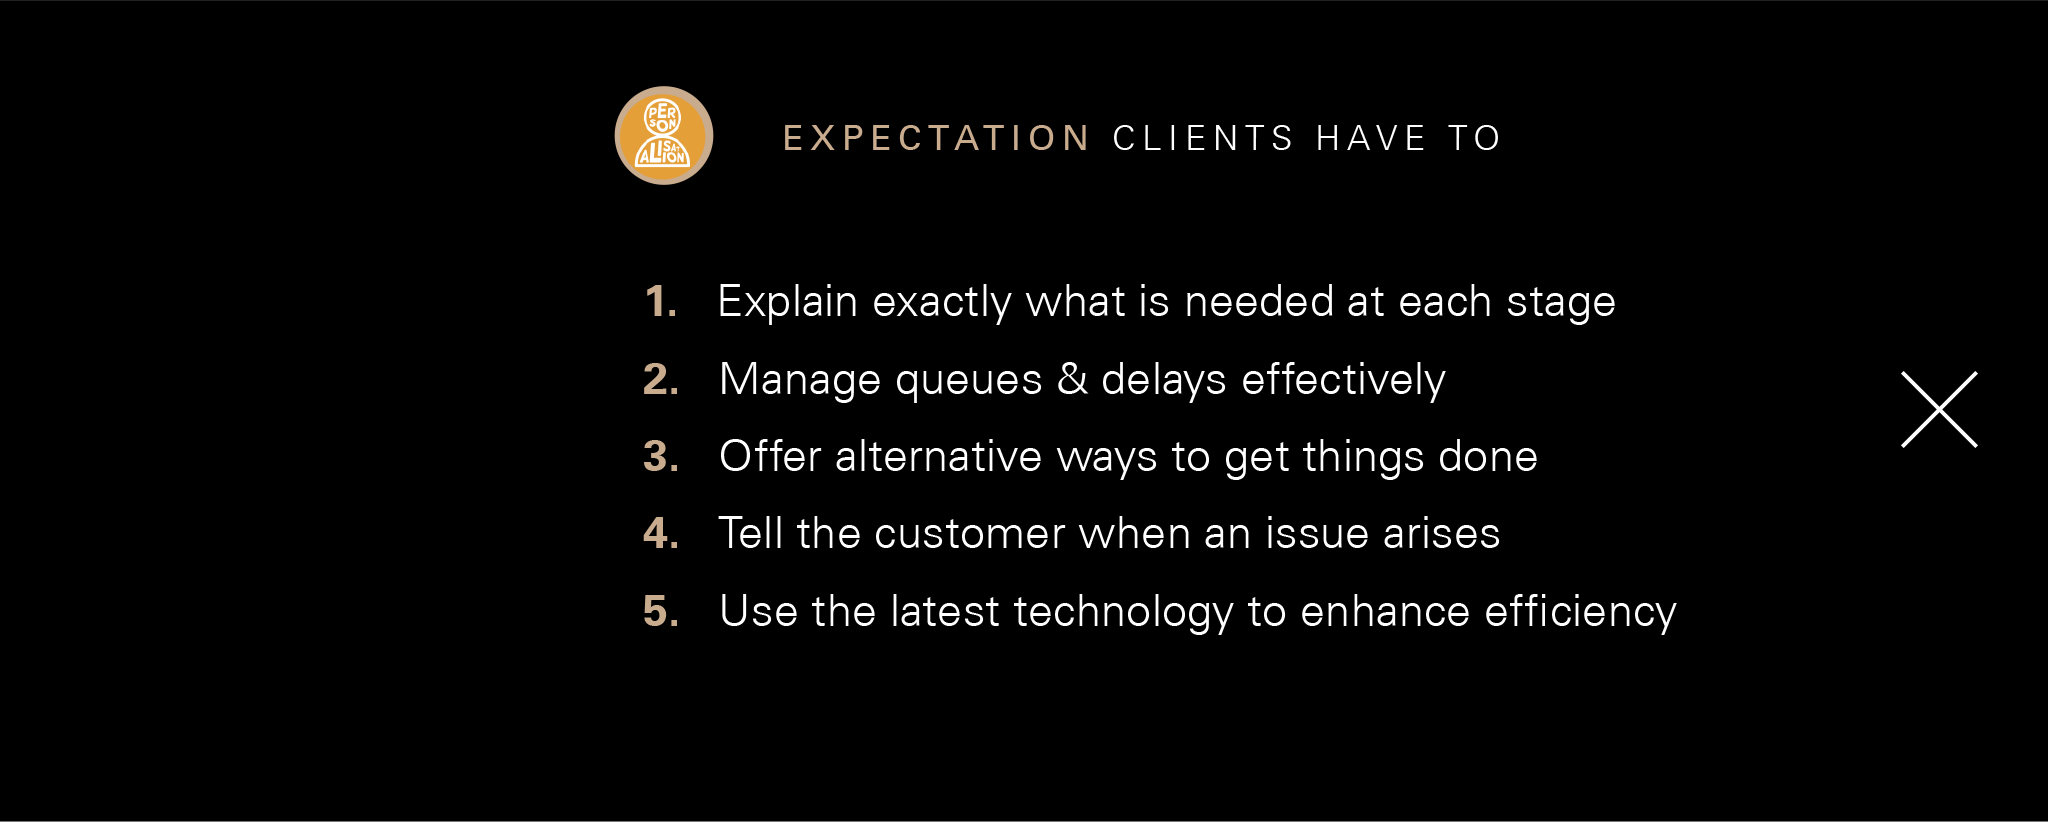 PER
SON
ALISA-
TION
EXPECTATION CLIENTS HAVE TO
1. Explain exactly what is needed at each stage
2. Manage queues & delays effectively
3. Offer alternative ways to get things done
4. Tell the customer when an issue arises
5. Use the latest technology to enhance efficiency